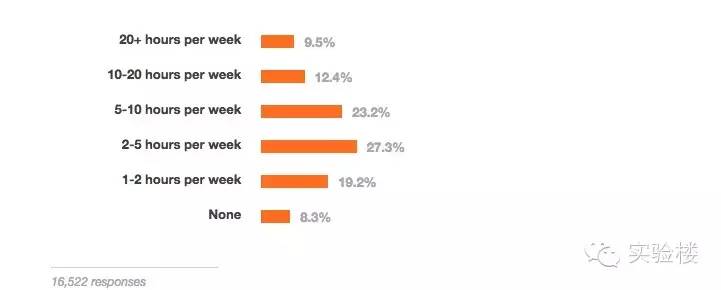 20+ hours per week 9.5%
10-20 hours per week 12.4%
5-10 hours per week 23.2%
2-5 hours per week 27.3%
1-2 hours per week 19.2%
None 8.3%
实验楼
16,522 responses